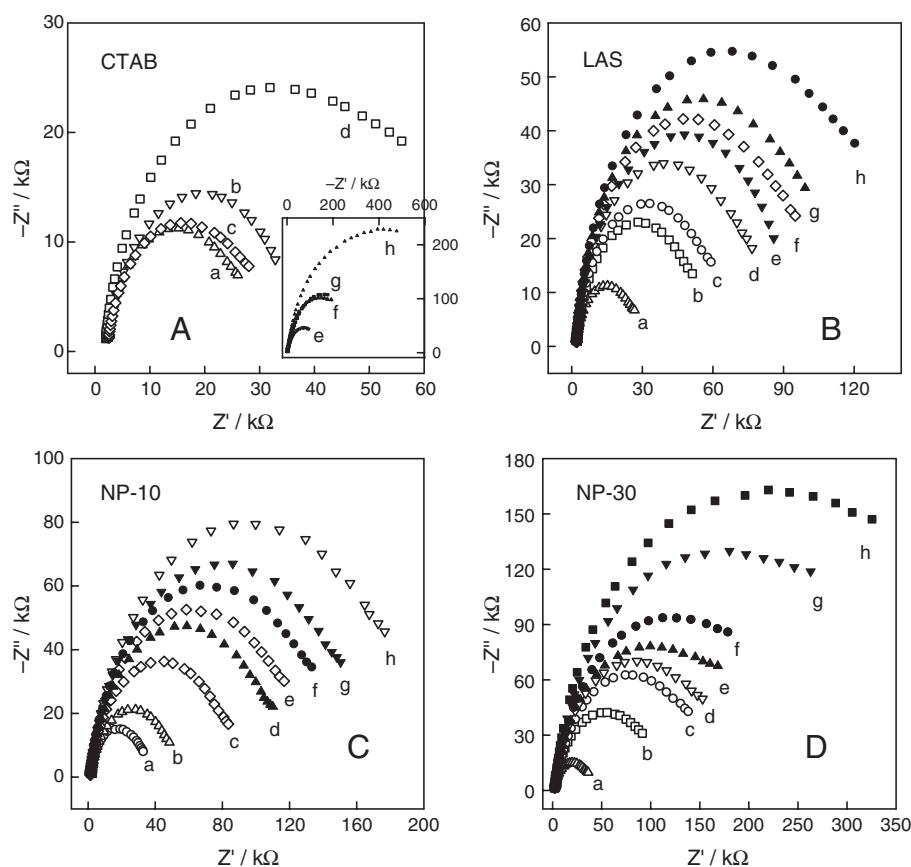 30
20
10
0
–Z'' / kΩ
CTAB
d
b
c
a
A
–Z' / kΩ
0 200 400 600
200
100
0
h
g
f
e
0 10 20 30 40 50 60
Z' / kΩ
60
50
40
30
20
10
0
–Z'' / kΩ
LAS
h
g
f
e
d
c
b
a
B
0 30 60 90 120
Z' / kΩ
100
80
60
40
20
0
–Z'' / kΩ
NP-10
h
g
f
e
d
c
b
a
C
0 40 80 120 160 200
Z' / kΩ
180
150
120
90
60
30
0
–Z'' / kΩ
NP-30
h
g
f
e
d
c
b
a
D
0 50 100 150 200 250 300 350
Z' / kΩ